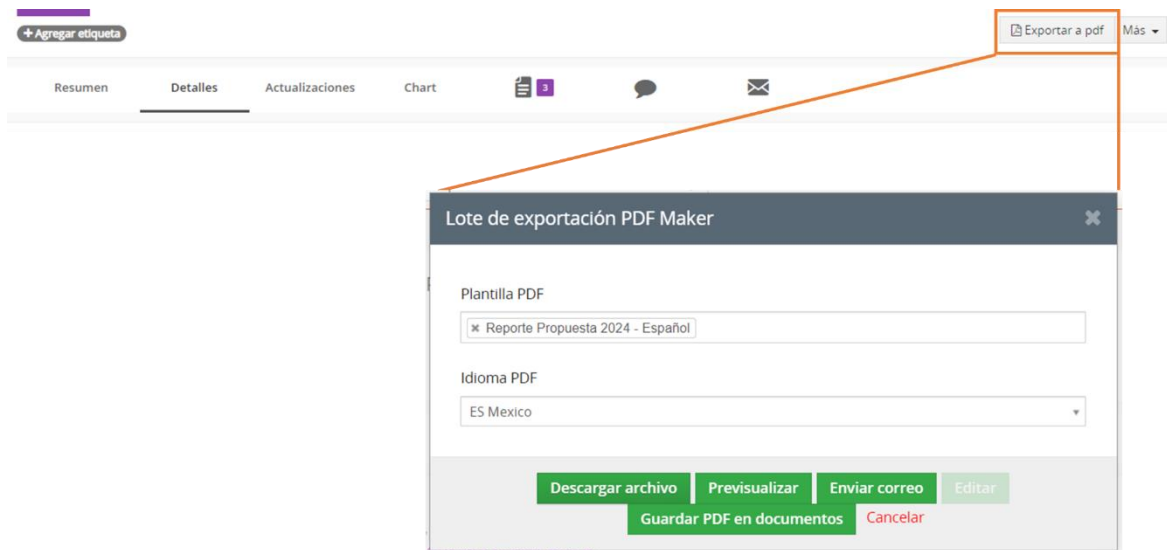 + Agregar etiqueta
Exportar a pdf Más
Resumen Detalles Actualizaciones Chart 3
Lote de exportación PDF Maker
Plantilla PDF
Reporte Propuesta 2024 - Español
Idioma PDF
ES Mexico
Descargar archivo Previsualizar Enviar correo Editar
Guardar PDF en documentos Cancelar